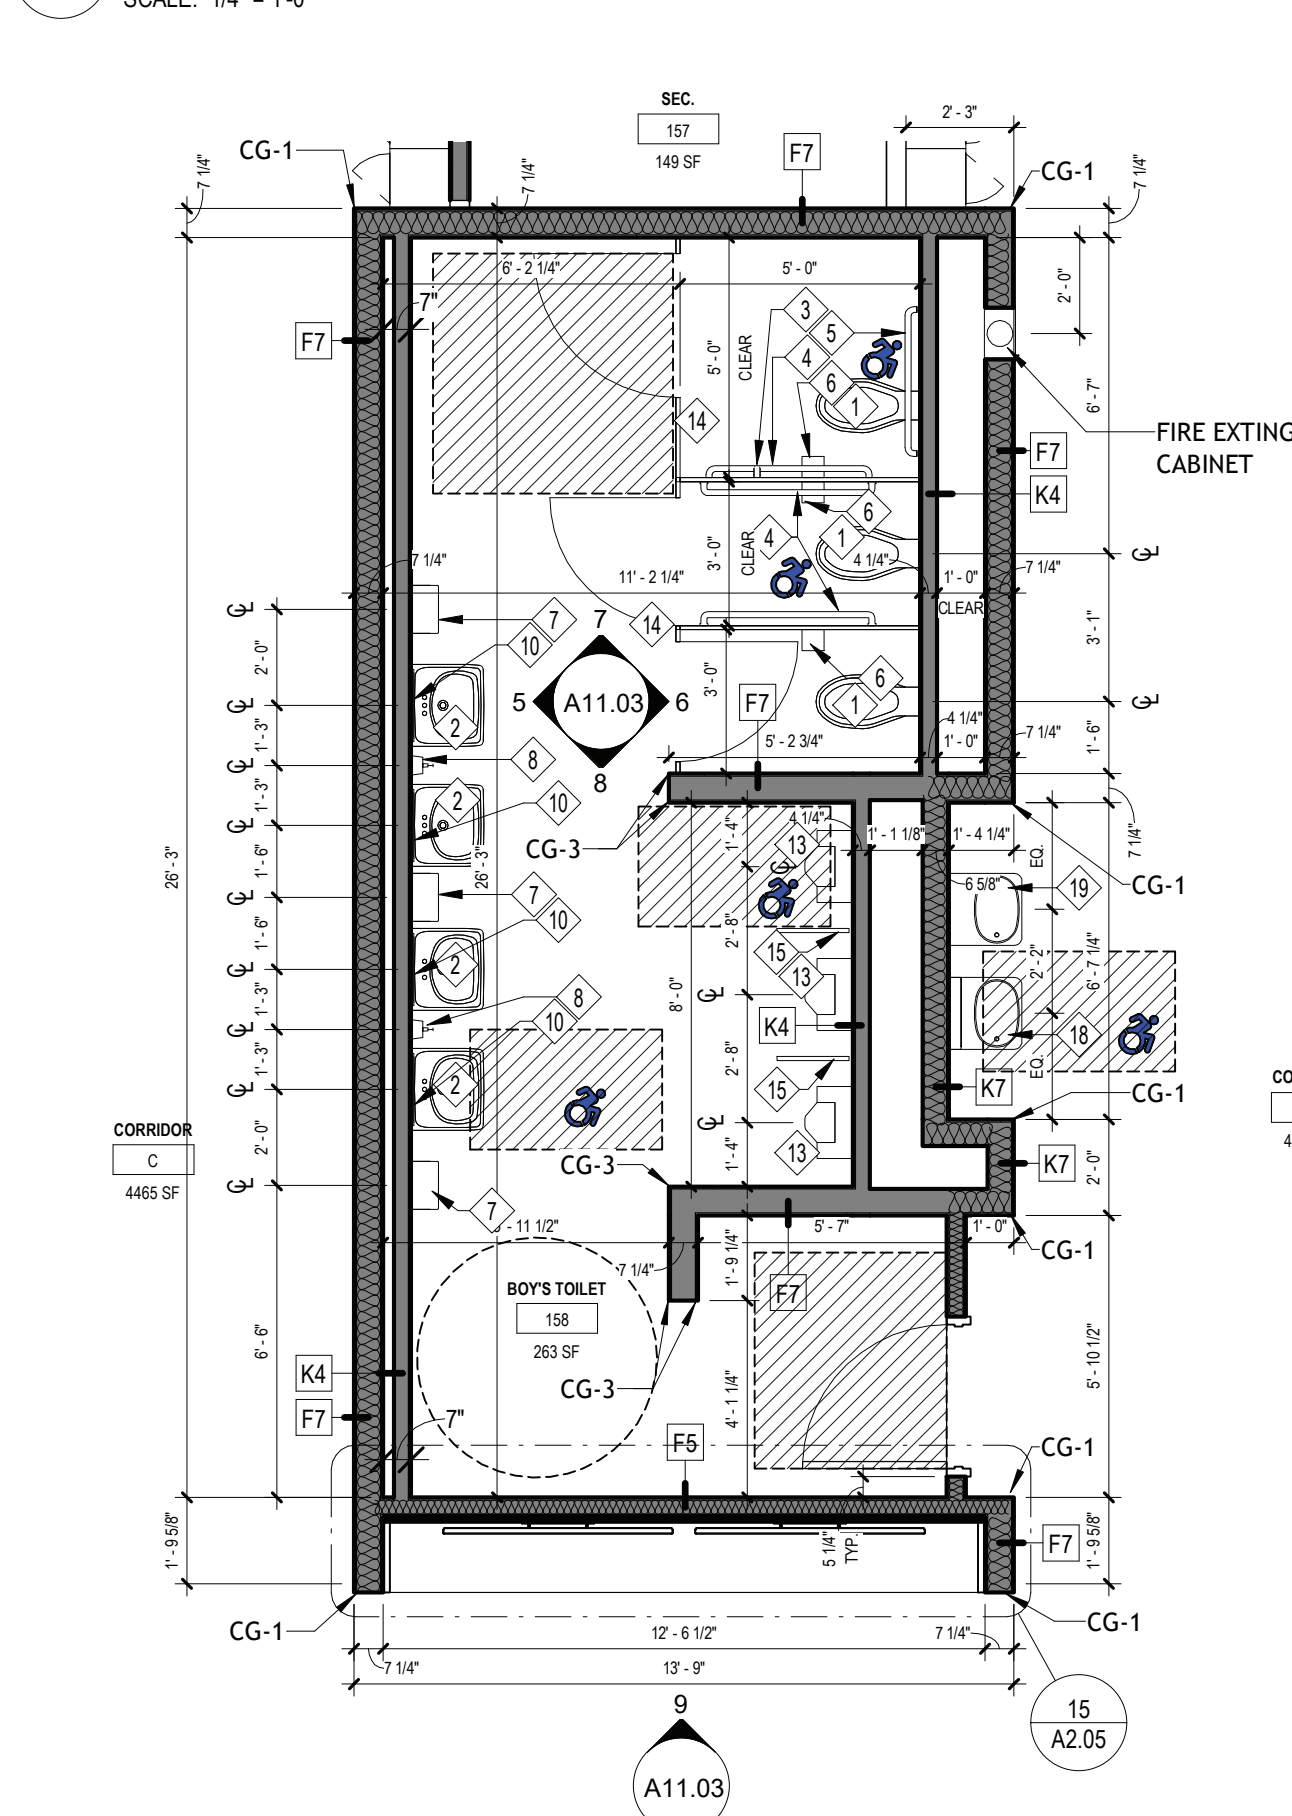 SCALE: 1/4" = 1'-0"
SEC.
157
149 SF
2' - 3"
CG-1
F7
CG-1
7 1/4"
7 1/4"
7 1/4"
6' - 2 1/4"
5' - 0"
2' - 0"
7"
3
5
F7
5' - 0"
CLEAR
4
6
1
6' - 7"
14
FIRE EXTING
CABINET
F7
K4
6
4
1
3' - 0"
CLEAR
7 1/4"
11' - 2 1/4"
4 1/4"
1' - 0"
CLEAR
7 1/4"
7
14
7
10
3' - 1"
2' - 0"
5
A11.03
6
3' - 0"
F7
6
1
2
8
1' - 3"
5' - 2 3/4"
4 1/4"
1' - 0"
7 1/4"
1' - 6"
8
2
10
1' - 3"
CG-3
1' - 4"
4 1/4"
13
1' - 1 1/8"
1' - 4 1/4"
7 1/4"
EQ.
26' - 3"
26' - 3"
1' - 6"
7
10
6 5/8"
19
CG-1
2' - 8"
15
13
1' - 6"
2
2' - 2"
6' - 7 1/4"
8' - 0"
8
10
1' - 3"
K4
18
2' - 8"
1' - 3"
2
15
EQ.
K7
CG-1
CO
CORRIDOR
C
4465 SF
2' - 0"
CG-3
1' - 4"
13
K7
2' - 0"
4
7
- 11 1/2"
5' - 7"
1' - 0"
CG-1
7 1/4"
1' - 9 1/4"
F7
BOY'S TOILET
158
263 SF
6' - 6"
K4
CG-3
4' - 1 1/4"
5' - 10 1/2"
F7
7"
F5
CG-1
1' - 9 5/8"
5 1/4"
TYP.
F7
1' - 9 5/8"
CG-1
CG-1
12' - 6 1/2"
7 1/4"
7 1/4"
13' - 9"
15
A2.05
9
A11.03